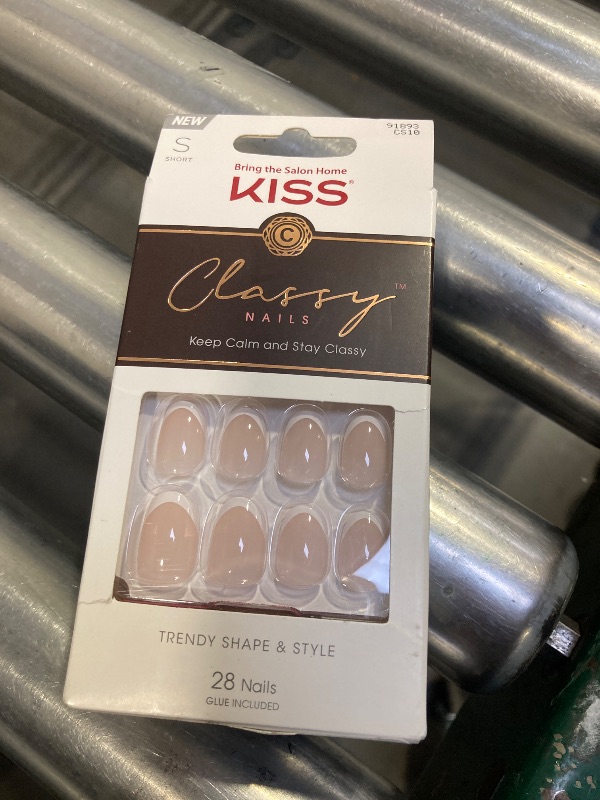 NEW
S
SHORT
91893
CS10
Bring the Salon Home
KISS®
C
Classy™
NAILS
Keep Calm and Stay Classy
TRENDY SHAPE & STYLE
28 Nails
GLUE INCLUDED